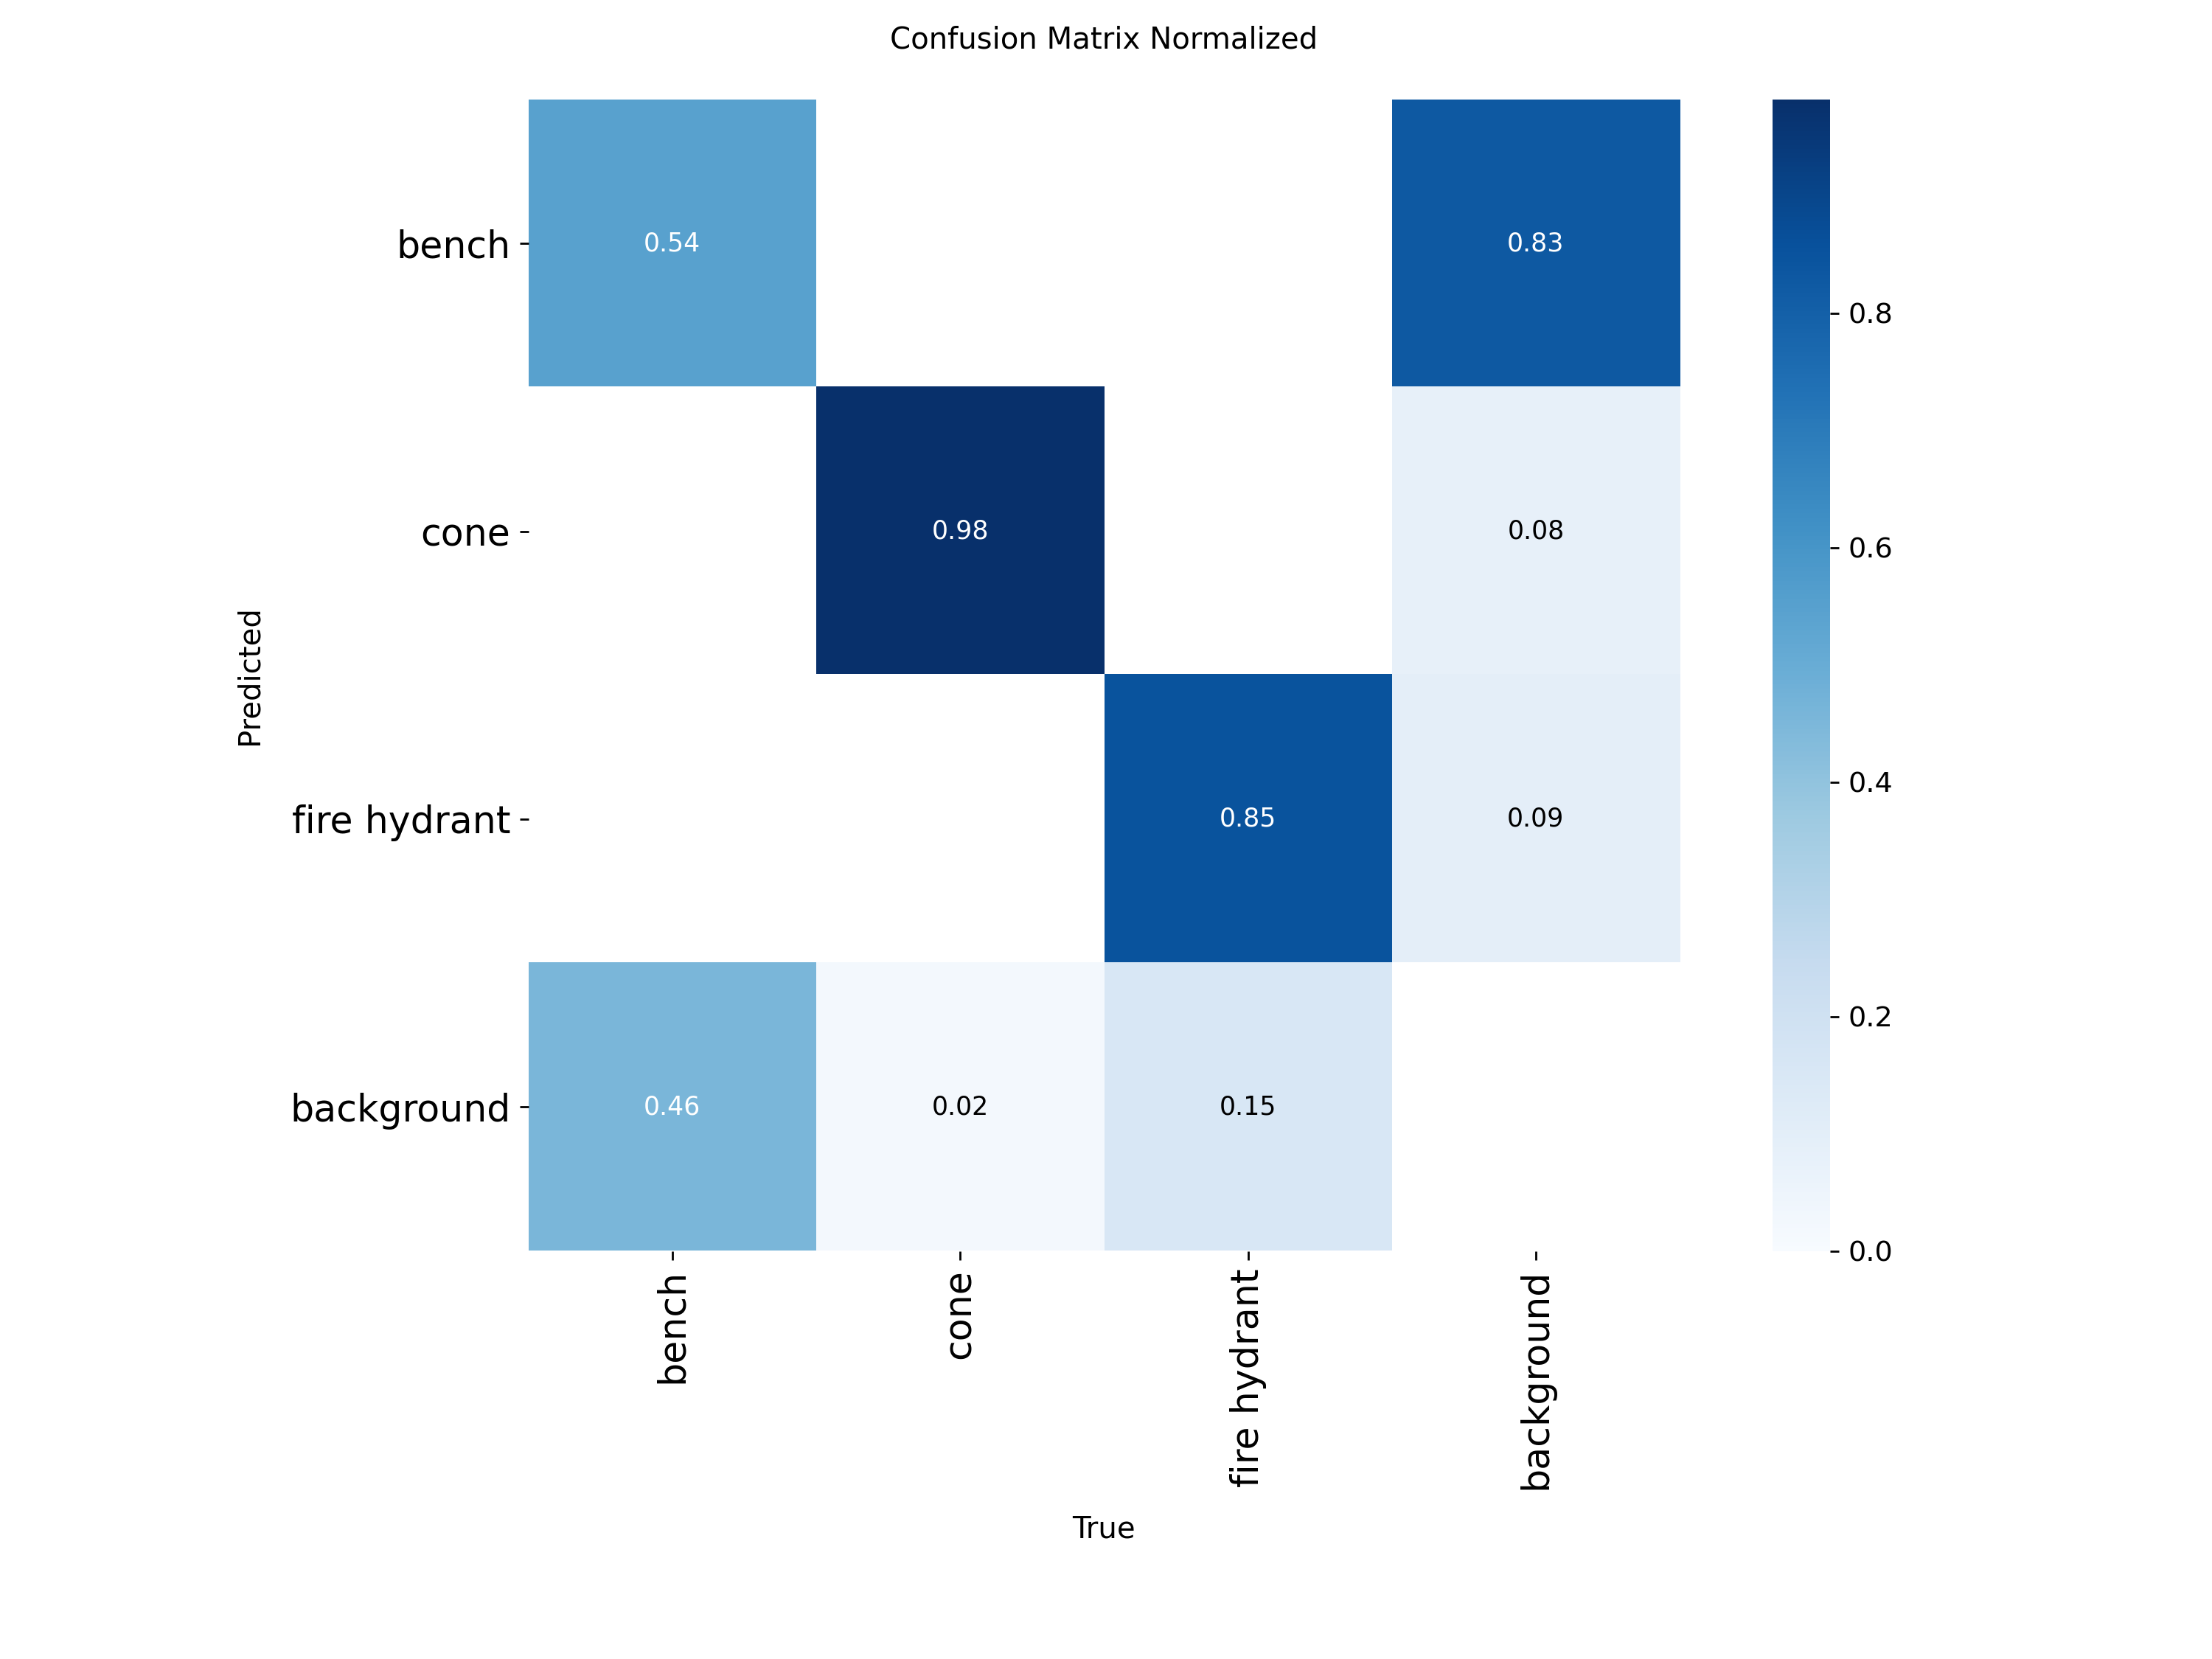 Confusion Matrix Normalized
bench
0.54
0.83
0.8
cone
0.98
0.08
0.6
Predicted
fire hydrant
0.85
0.09
0.4
background
0.46
0.02
0.15
0.2
0.0
bench
cone
fire hydrant
background
True